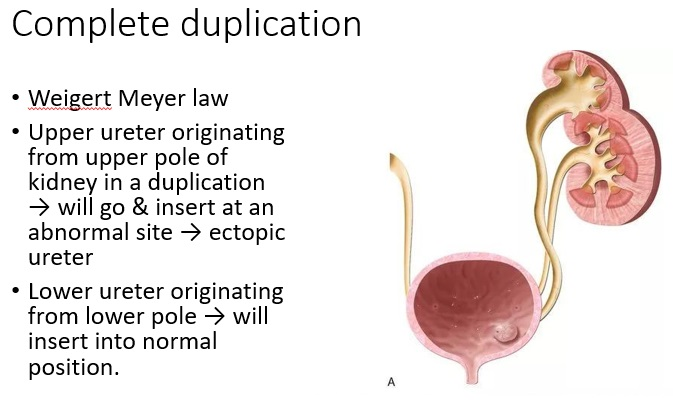 Complete duplication
• Weigert Meyer law
• Upper ureter originating
from upper pole of
kidney in a duplication
→ will go & insert at an
abnormal site → ectopic
ureter
• Lower ureter originating
from lower pole → will
insert into normal
position.
A